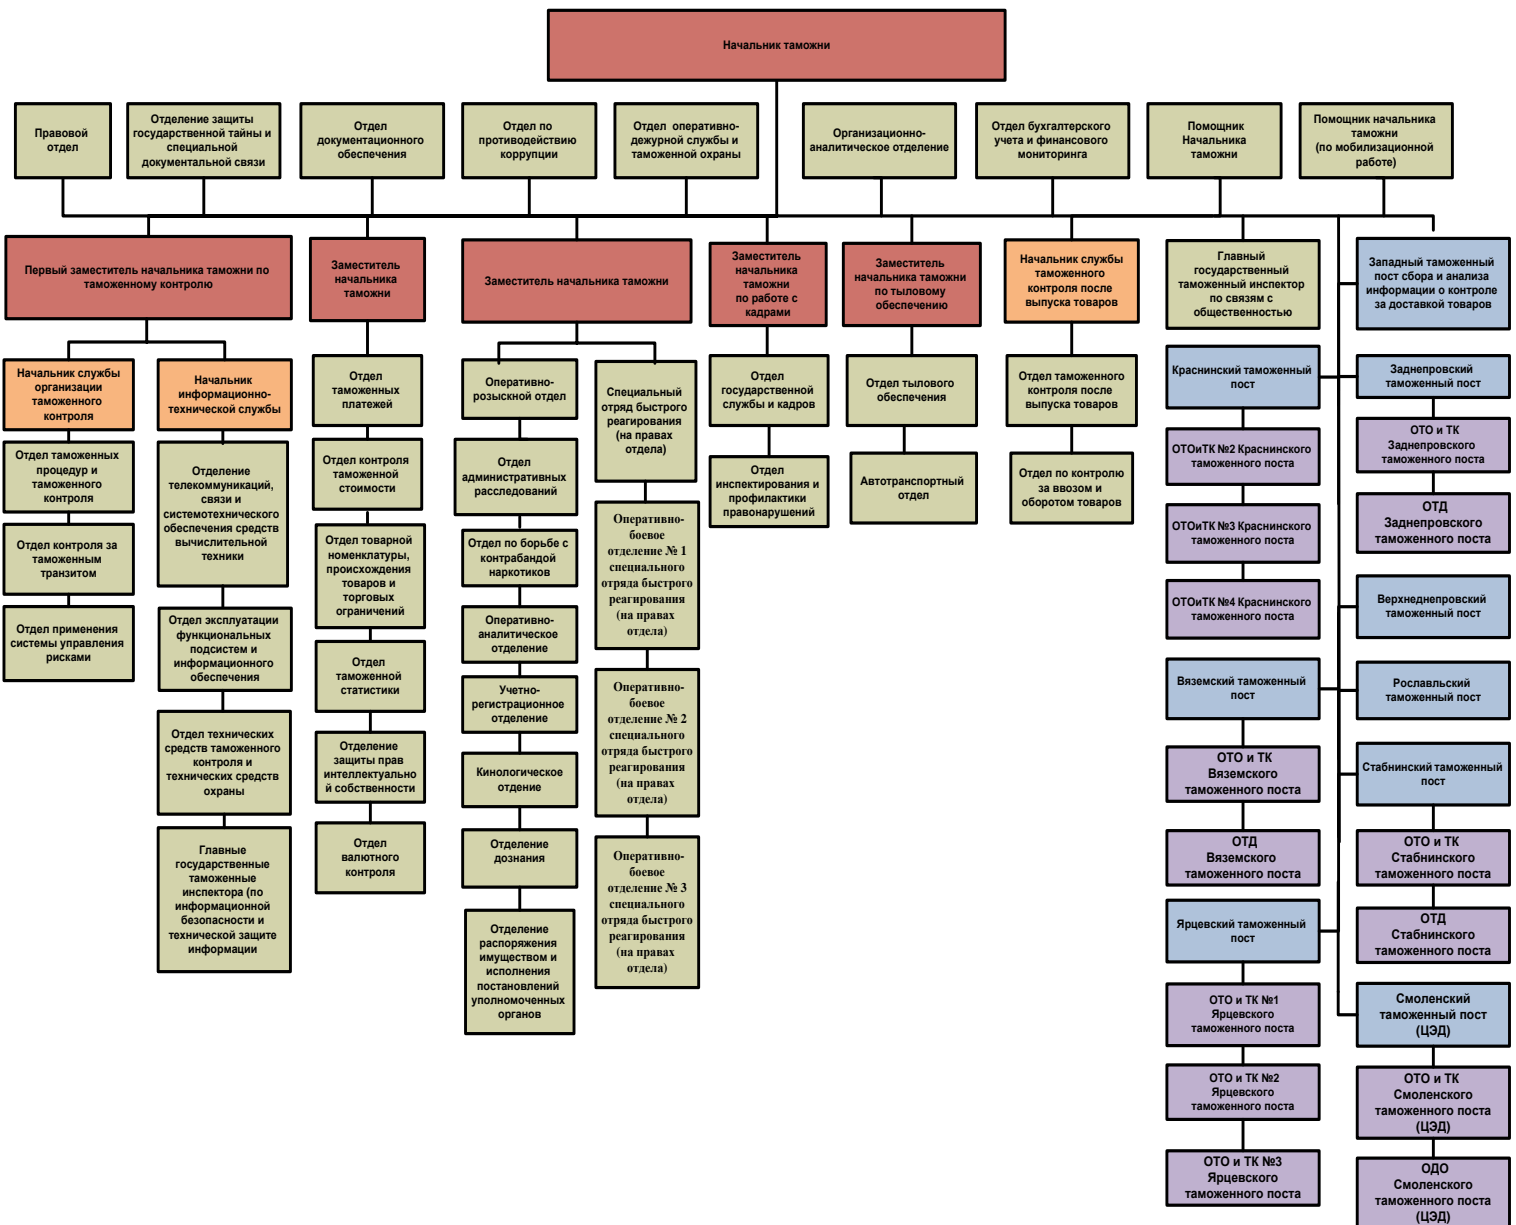 Начальник таможни
Правовой
отдел
Отделение защиты
государственной тайны и
специальной
документальной связи
Отдел
документационного
обеспечения
Отдел по
противодействию
коррупции
Отдел оперативно-
дежурной службы и
таможенной охраны
Организационно-
аналитическое отделение
Отдел бухгалтерского
учета и финансового
мониторинга
Помощник
Начальника
таможни
Помощник начальника
таможни
(по мобилизационной
работе)
Первый заместитель начальника таможни по
таможенному контролю
Заместитель
начальника
таможни
Заместитель начальника таможни
Заместитель
начальника
таможни
по работе с
кадрами
Заместитель
начальника таможни
по тыловому
обеспечению
Начальник службы
таможенного
контроля после
выпуска товаров
Главный
государственный
таможенный инспектор
по связям с
общественностью
Западный таможенный
пост сбора и анализа
информации о контроле
за доставкой товаров
Начальник службы
организации
таможенного
контроля
Отдел таможенных
процедур и
таможенного
контроля
Отдел контроля за
таможенным
транзитом
Отдел применения
системы управления
рисками
Начальник
информационно-
технической службы
Отделение
телекоммуникаций,
связи и
системотехнического
обеспечения средств
вычислительной
техники
Отдел эксплуатации
функциональных
подсистем и
информационного
обеспечения
Отдел технических
средств таможенного
контроля и
технических средств
охраны
Главные
государственные
таможенные
инспектора (по
информационной
безопасности и
технической защите
информации
Отдел
таможенных
платежей
Отдел контроля
таможенной
стоимости
Отдел товарной
номенклатуры,
происхождения
товаров и
торговых
ограничений
Отдел
таможенной
статистики
Отделение
защиты прав
интеллектуально
й собственности
Отдел
валютного
контроля
Оперативно-
розыскной отдел
Отдел
административных
расследований
Отдел по борьбе с
контрабандой
наркотиков
Оперативно-
аналитическое
отделение
Учетно-
регистрационное
отделение
Кинологическое
отдение
Отделение
дознания
Отделение
распоряжения
имуществом и
исполнения
постановлений
уполномоченных
органов
Специальный
отряд быстрого
реагирования
(на правах
отдела)
Оперативно-
боевое
отделение № 1
специального
отряда быстрого
реагирования
(на правах
отдела)
Оперативно-
боевое
отделение № 2
специального
отряда быстрого
реагирования
(на правах
отдела)
Оперативно-
боевое
отделение № 3
специального
отряда быстрого
реагирования
(на правах
отдела)
Отдел
государственной
службы и кадров
Отдел
инспектирования и
профилактики
правонарушений
Отдел тылового
обеспечения
Автотранспортный
отдел
Отдел таможенного
контроля после
выпуска товаров
Отдел по контролю
за ввозом и
оборотом товаров
Краснинский таможенный
пост
ОТОиТК №2 Краснинского
таможенного поста
ОТОиТК №3 Краснинского
таможенного поста
ОТОиТК №4 Краснинского
таможенного поста
Вяземский таможенный
пост
ОТО и ТК
Вяземского
таможенного поста
ОТД
Вяземского
таможенного поста
Ярцевский таможенный
пост
ОТО и ТК №1
Ярцевского
таможенного поста
ОТО и ТК №2
Ярцевского
таможенного поста
ОТО и ТК №3
Ярцевского
таможенного поста
Заднепровский
таможенный пост
ОТО и ТК
Заднепровского
таможенного поста
ОТД
Заднепровского
таможенного поста
Верхнеднепровский
таможенный пост
Рославльский
таможенный пост
Стабнинский таможенный
пост
ОТО и ТК
Стабнинского
таможенного поста
ОТД
Стабнинского
таможенного поста
Смоленский
таможенный пост
(ЦЭД)
ОТО и ТК
Смоленского
таможенного поста
(ЦЭД)
ОДО
Смоленского
таможенного поста
(ЦЭД)